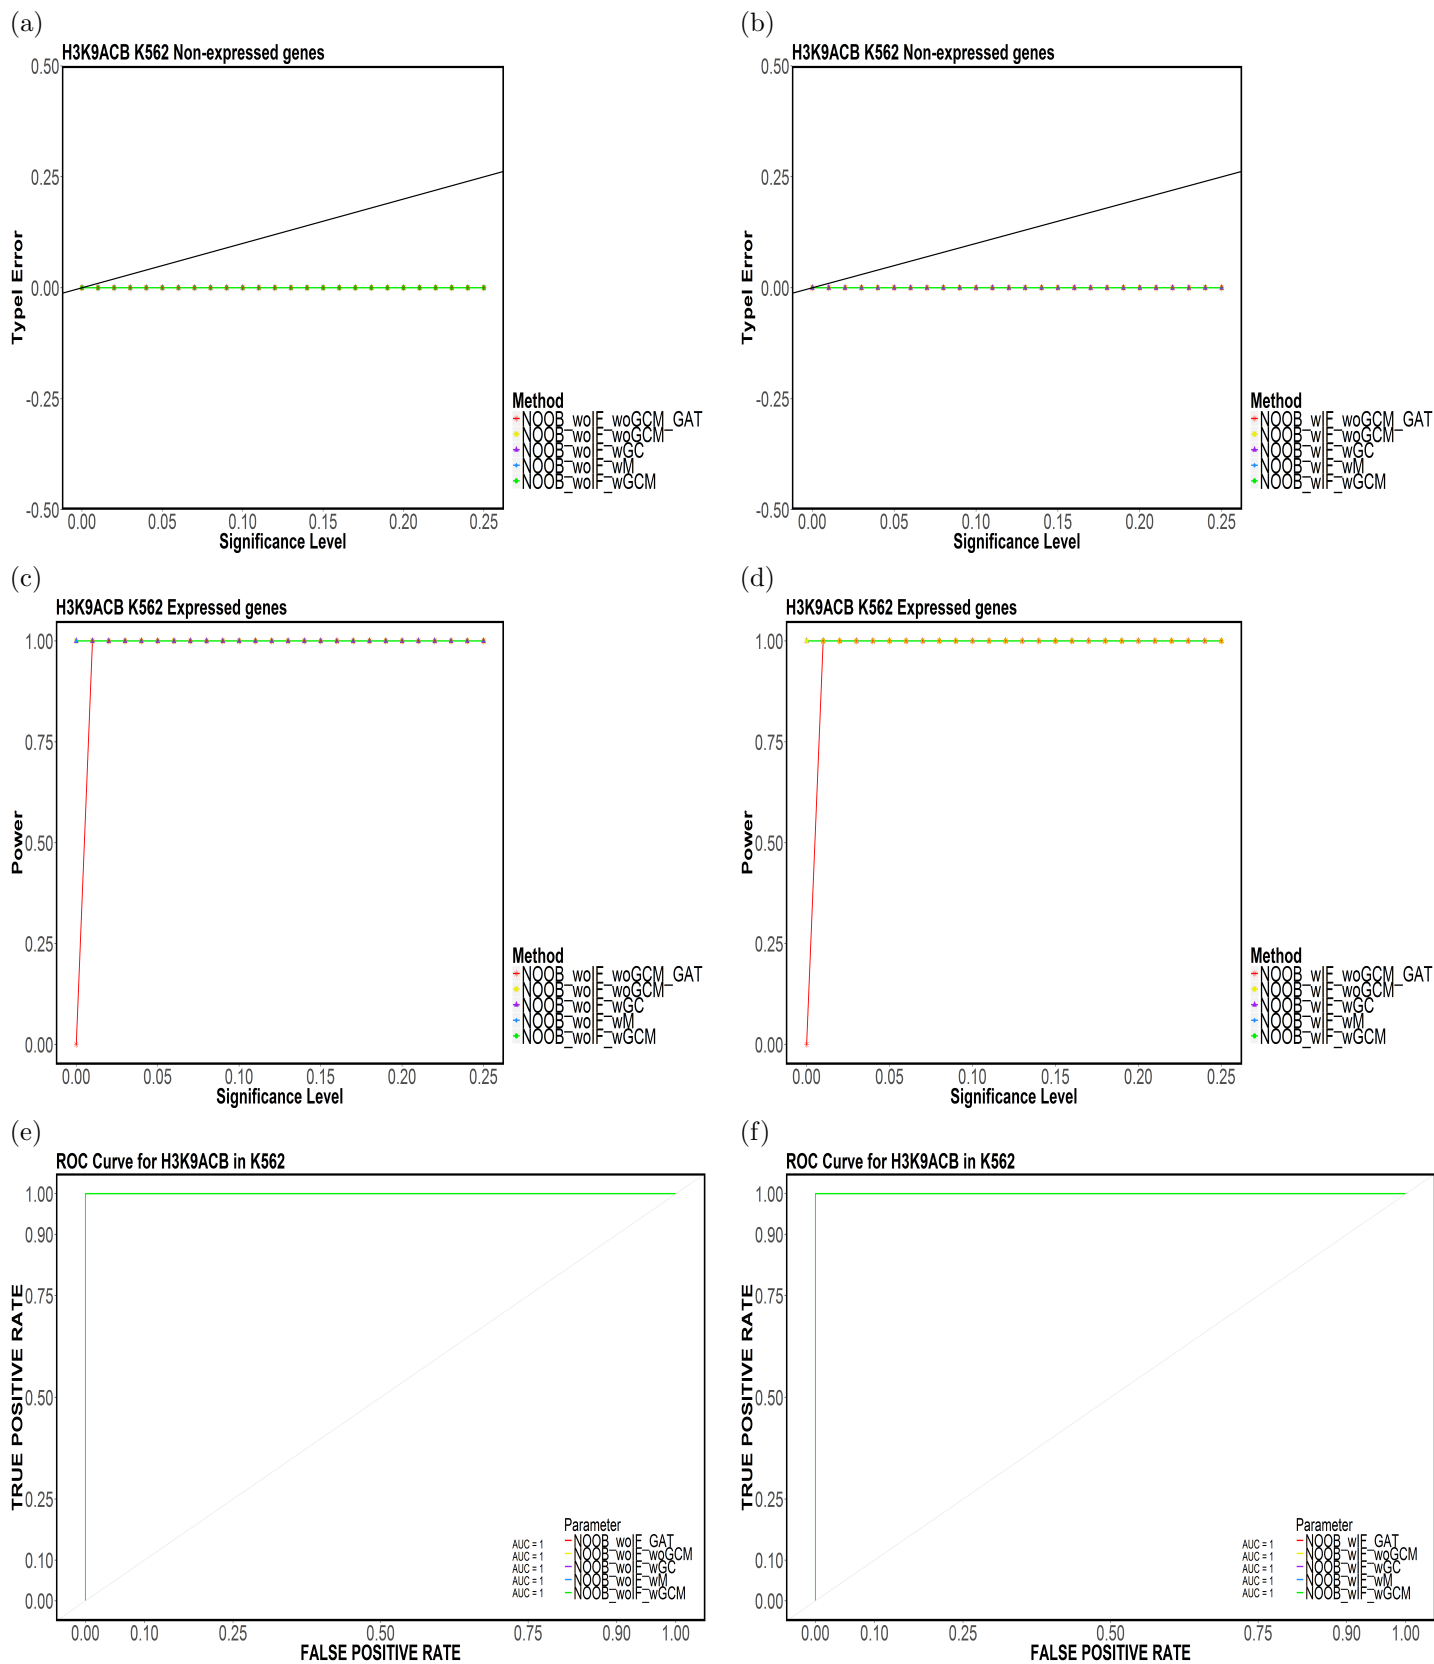 (a)
H3K9ACB K562 Non-expressed genes
0.50
0.25
0.00
-0.25
-0.50
TypeI Error
0.00 0.05 0.10 0.15 0.20 0.25
Significance Level
Method
NOOB_woIF_woGCM_GAT
NOOB_woIF_woGCM
NOOB_woIF_wGC
NOOB_woIF_wM
NOOB_woIF_wGCM
(b)
H3K9ACB K562 Non-expressed genes
0.50
0.25
0.00
-0.25
-0.50
TypeI Error
0.00 0.05 0.10 0.15 0.20 0.25
Significance Level
Method
NOOB_wIF_woGCM_GAT
NOOB_wIF_woGCM
NOOB_wIF_wGC
NOOB_wIF_wM
NOOB_wIF_wGCM
(c)
H3K9ACB K562 Expressed genes
1.00
0.75
0.50
0.25
0.00
Power
0.00 0.05 0.10 0.15 0.20 0.25
Significance Level
Method
NOOB_woIF_woGCM_GAT
NOOB_woIF_woGCM
NOOB_woIF_wGC
NOOB_woIF_wM
NOOB_woIF_wGCM
(d)
H3K9ACB K562 Expressed genes
1.00
0.75
0.50
0.25
0.00
Power
0.00 0.05 0.10 0.15 0.20 0.25
Significance Level
Method
NOOB_wIF_woGCM_GAT
NOOB_wIF_woGCM
NOOB_wIF_wGC
NOOB_wIF_wM
NOOB_wIF_wGCM
(e)
ROC Curve for H3K9ACB in K562
1.00
0.90
0.75
0.50
0.25
0.10
0.00
TRUE POSITIVE RATE
Parameter
AUC = 1 NOOB_woIF_GAT
AUC = 1 NOOB_woIF_woGCM
AUC = 1 NOOB_woIF_wGC
AUC = 1 NOOB_woIF_wM
AUC = 1 NOOB_woIF_wGCM
0.00 0.10 0.25 0.50 0.75 0.90 1.00
FALSE POSITIVE RATE
(f)
ROC Curve for H3K9ACB in K562
1.00
0.90
0.75
0.50
0.25
0.10
0.00
TRUE POSITIVE RATE
Parameter
AUC = 1 NOOB_wIF_GAT
AUC = 1 NOOB_wIF_woGCM
AUC = 1 NOOB_wIF_wGC
AUC = 1 NOOB_wIF_wM
AUC = 1 NOOB_wIF_wGCM
0.00 0.10 0.25 0.50 0.75 0.90 1.00
FALSE POSITIVE RATE